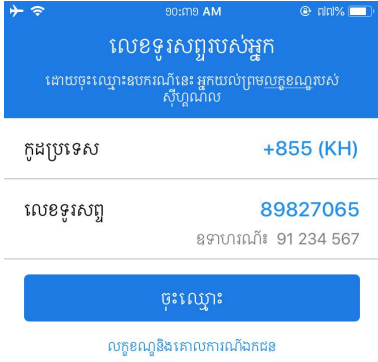 ១០:៣១ AM
៧៧%
លេខទូរសព្ទរបស់អ្នក
ដោយចុះឈ្មោះឧបករណ៍នេះ អ្នកយល់ព្រមលក្ខខណ្ឌរបស់
ស៊ីហ្គណល
កូដប្រទេស +855 (KH)
លេខទូរសព្ទ 89827065
ឧទាហរណ៍៖ 91 234 567
ចុះឈ្មោះ
លក្ខខណ្ឌនិងគោលការណ៍ឯកជន